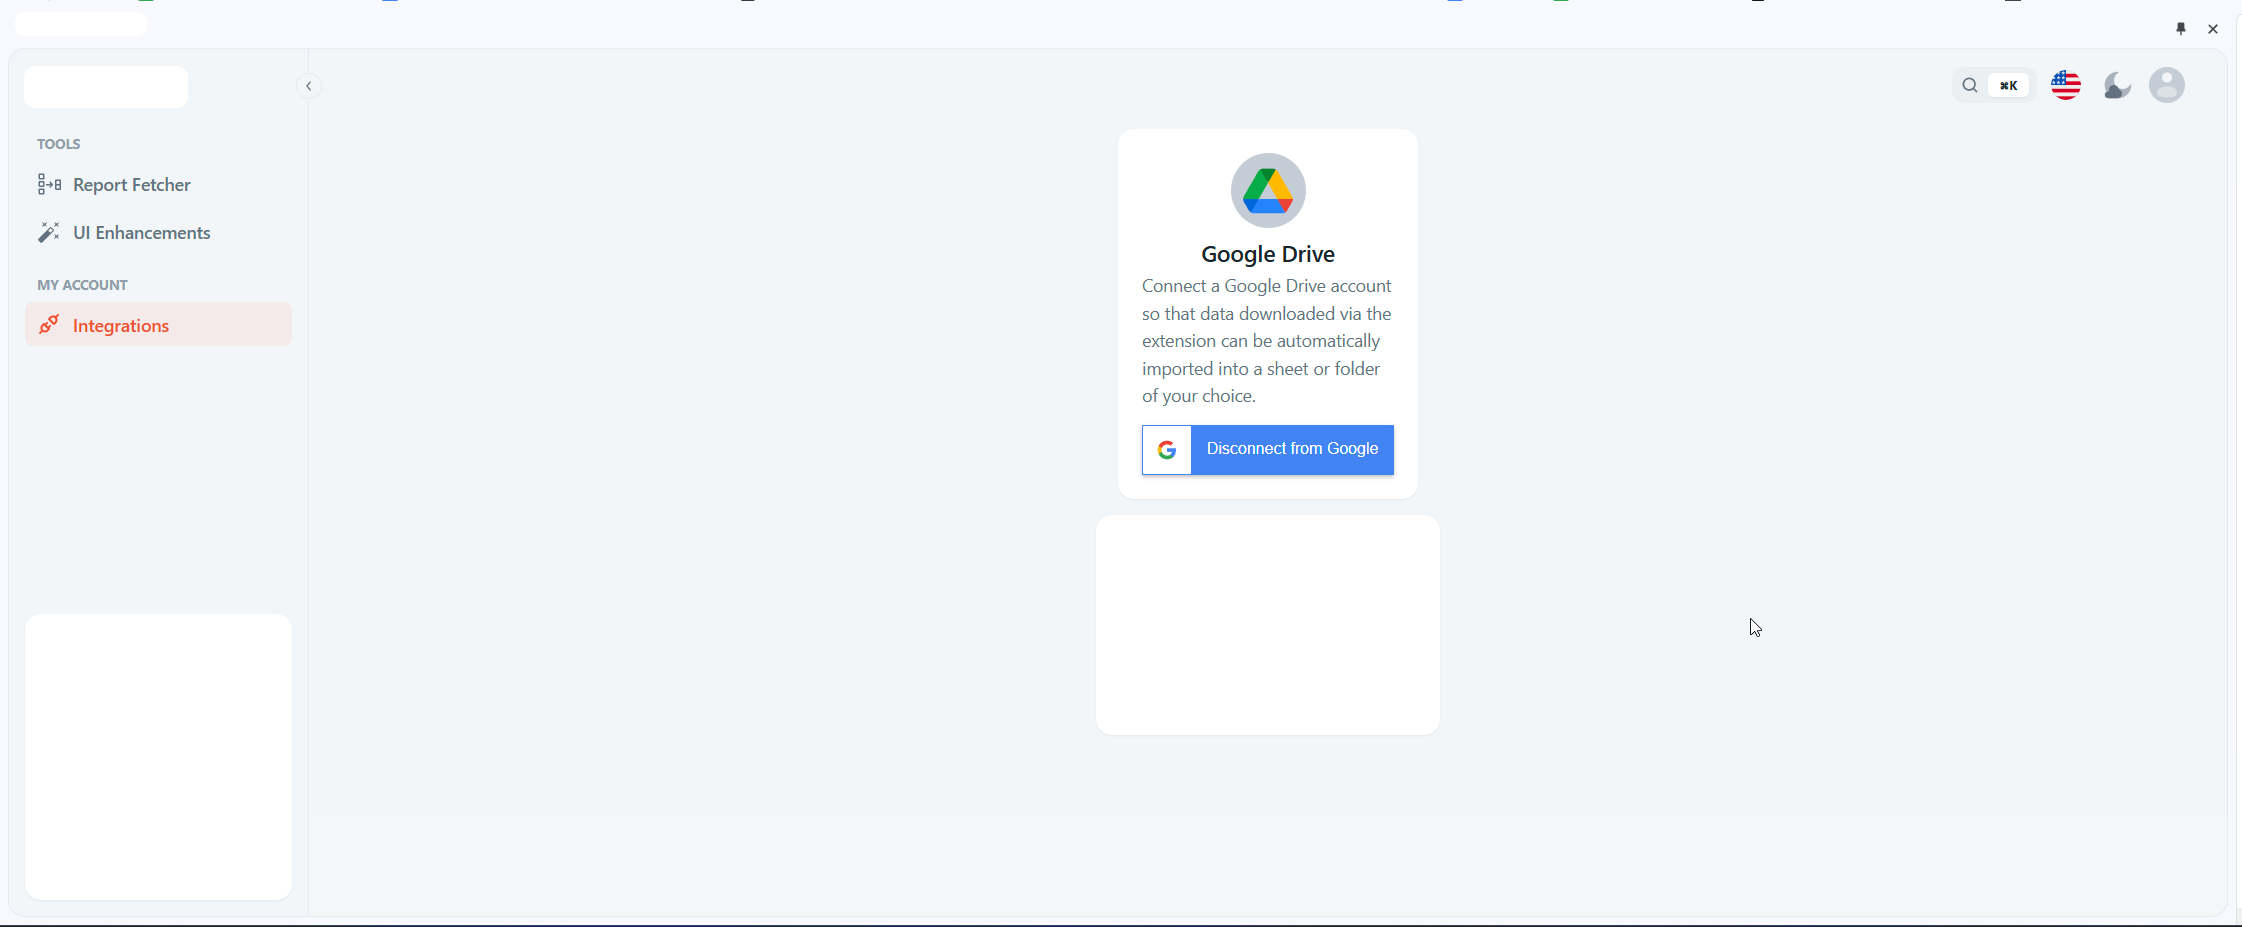 ⌘K
TOOLS
Report Fetcher
UI Enhancements
MY ACCOUNT
Integrations
Google Drive
Connect a Google Drive account
so that data downloaded via the
extension can be automatically
imported into a sheet or folder
of your choice.
Disconnect from Google